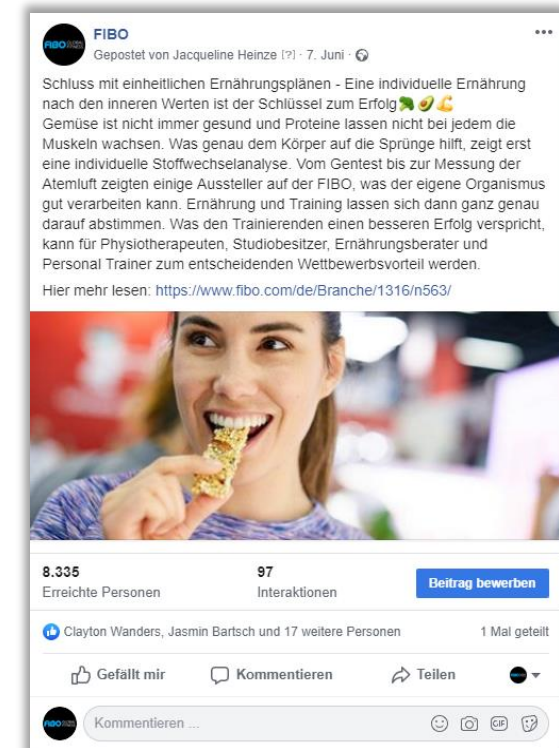 FIBO
Gepostet von Jacqueline Heinze [?] · 7. Juni ·
Schluss mit einheitlichen Ernährungsplänen - Eine individuelle Ernährung
nach den inneren Werten ist der Schlüssel zum Erfolg🥦🥑💪
Gemüse ist nicht immer gesund und Proteine lassen nicht bei jedem die
Muskeln wachsen. Was genau dem Körper auf die Sprünge hilft, zeigt erst
eine individuelle Stoffwechselanalyse. Vom Gentest bis zur Messung der
Atemluft zeigten einige Aussteller auf der FIBO, was der eigene Organismus
gut verarbeiten kann. Ernährung und Training lassen sich dann ganz genau
darauf abstimmen. Was den Trainierenden einen besseren Erfolg verspricht,
kann für Physiotherapeuten, Studiobesitzer, Ernährungsberater und
Personal Trainer zum entscheidenden Wettbewerbsvorteil werden.
Hier mehr lesen: https://www.fibo.com/de/Branche/1316/n563/
8.335 97
Erreichte Personen Interaktionen Beitrag bewerben
Clayton Wanders, Jasmin Bartsch und 17 weitere Personen 1 Mal geteilt
Gefällt mir Kommentieren Teilen
FIBO Kommentieren ... GIF